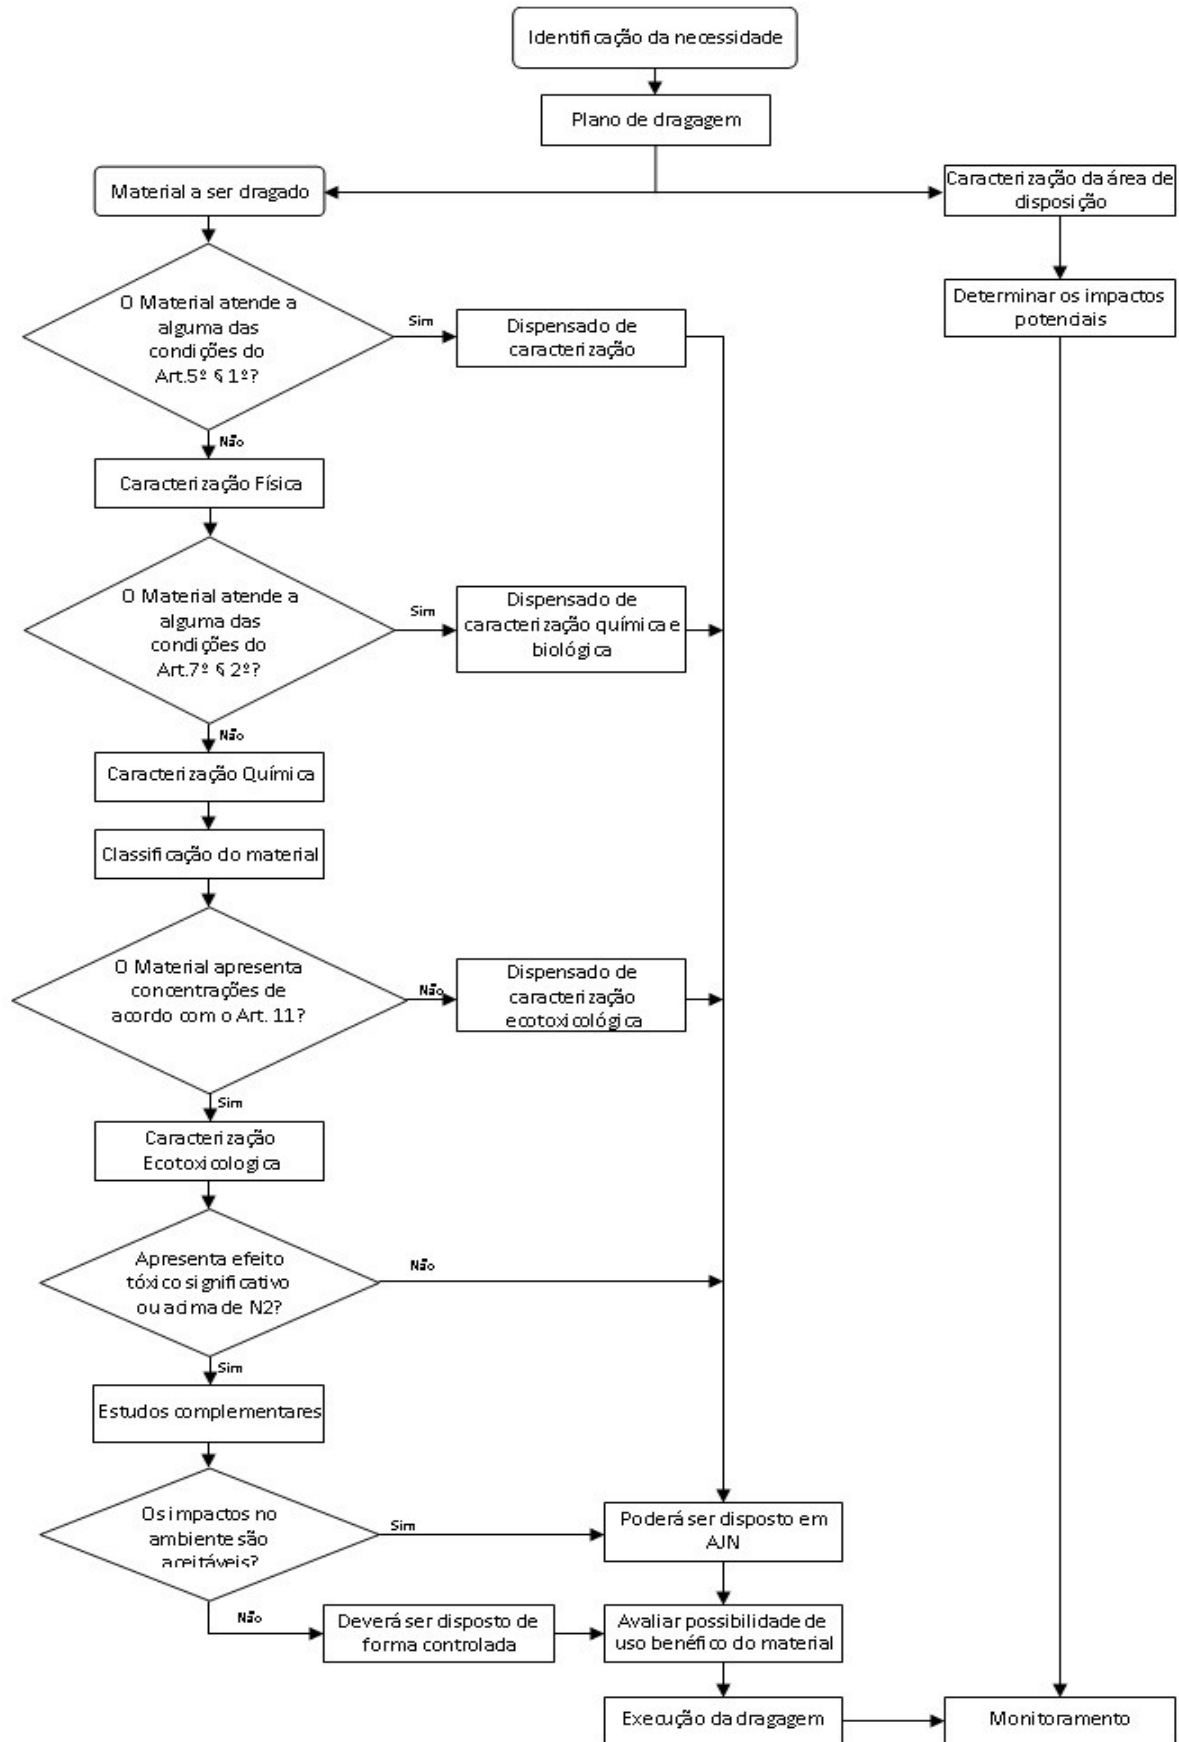 Identificação da necessidade
Plano de dragagem
Material a ser dragado
Caracterização da área de
disposição
O Material atende a
alguma das
condições do
Art.5º § 1º?
Sim
Dispensado de
caracterização
Determinar os impactos
potenciais
Não
Caracterização Física
O Material atende a
alguma das
condições do
Art.7º § 2º?
Sim
Dispensado de
caracterização química e
biológica
Não
Caracterização Química
Classificação do material
O Material apresenta
concentrações de
acordo com o Art. 11?
Não
Dispensado de
caracterização
ecotoxicológica
Sim
Caracterização
Ecotoxicologica
Apresenta efeito
tóxico significativo
ou acima de N2?
Não
Sim
Estudos complementares
Os impactos no
ambiente são
aceitáveis?
Sim
Poderá ser disposto em
AJN
Não
Deverá ser disposto de
forma controlada
Avaliar possibilidade de
uso benéfico do material
Execução da dragagem
Monitoramento